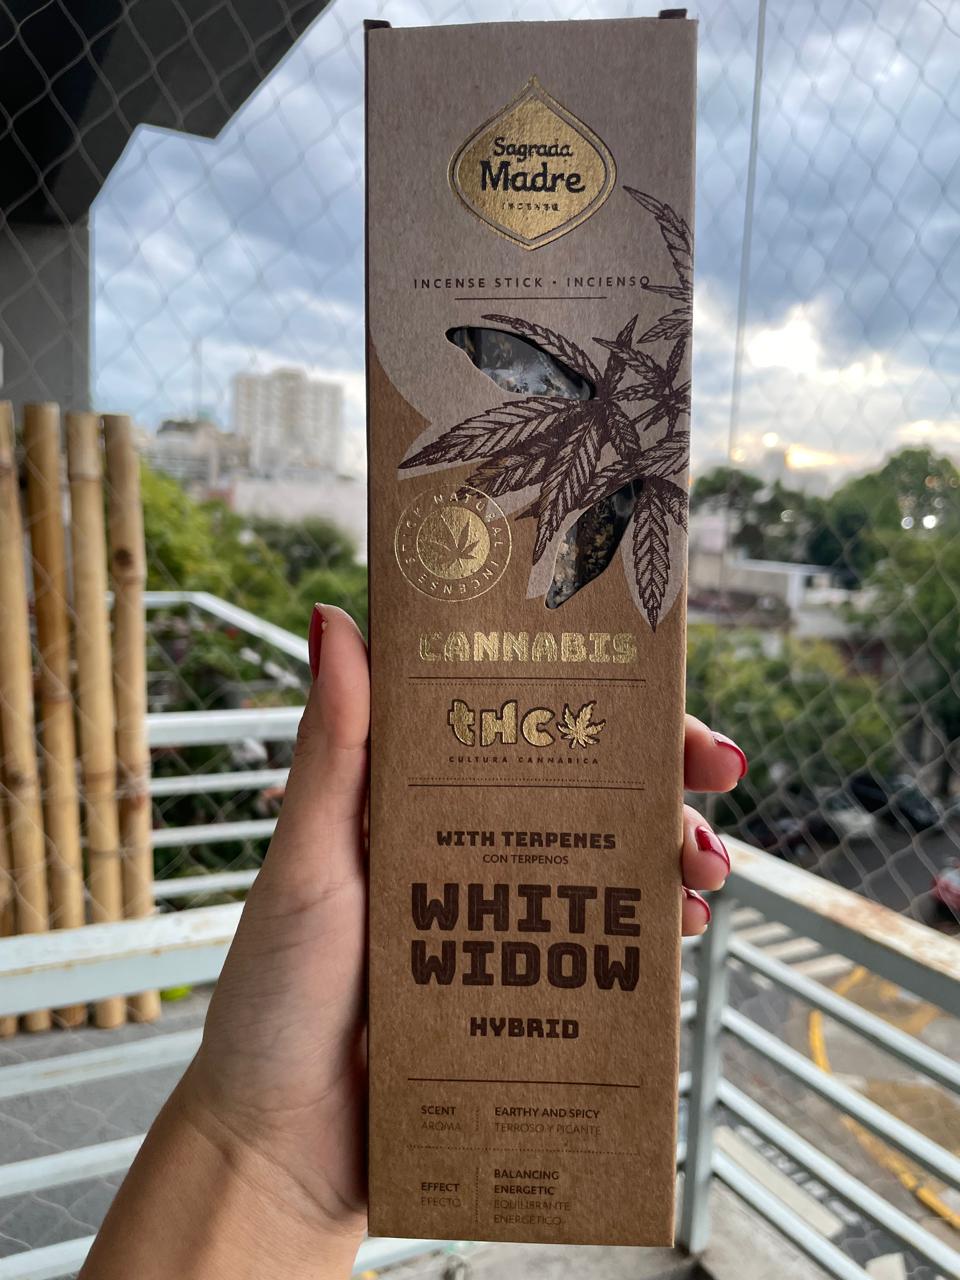 Sagrada
Madre
INCENSE
INCENSE STICK • INCIENSO
NATURAL INCENSE STICK
CANNABIS
tHC
CULTURA CANNÁBICA
WITH TERPENES
CON TERPENOS
WHITE
WIDOW
HYBRID
SCENT EARTHY AND SPICY
AROMA TERROSO Y PICANTE
EFFECT BALANCING
ENERGETIC
EFECTO EQUILIBRANTE
ENERGÉTICO